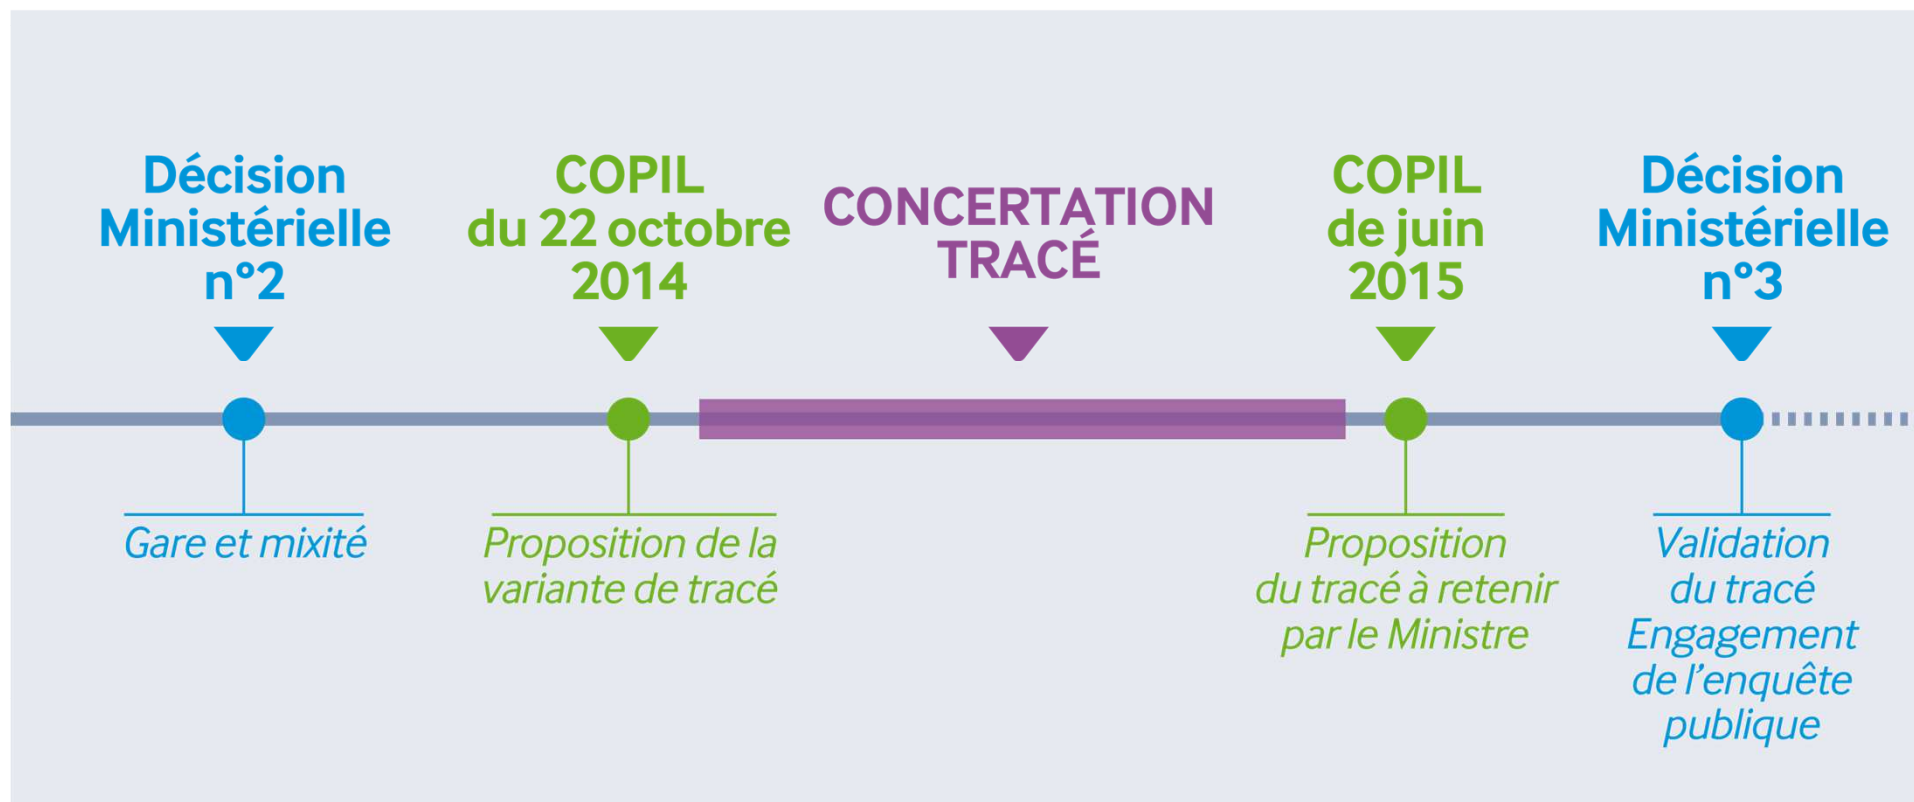 Décision
Ministérielle
n°2
COPIL
du 22 octobre
2014
CONCERTATION
TRACÉ
COPIL
de juin
2015
Décision
Ministérielle
n°3
Gare et mixité
Proposition de la
variante de tracé
Proposition
du tracé à retenir
par le Ministre
Validation
du tracé
Engagement
de l’enquête
publique